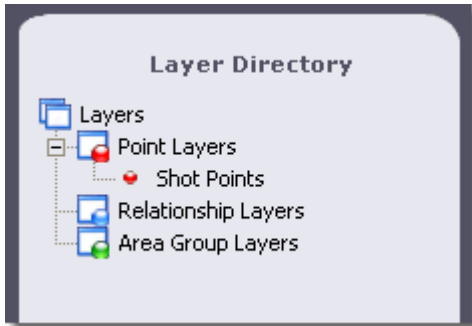 Layer Directory
Layers
Point Layers
Shot Points
Relationship Layers
Area Group Layers